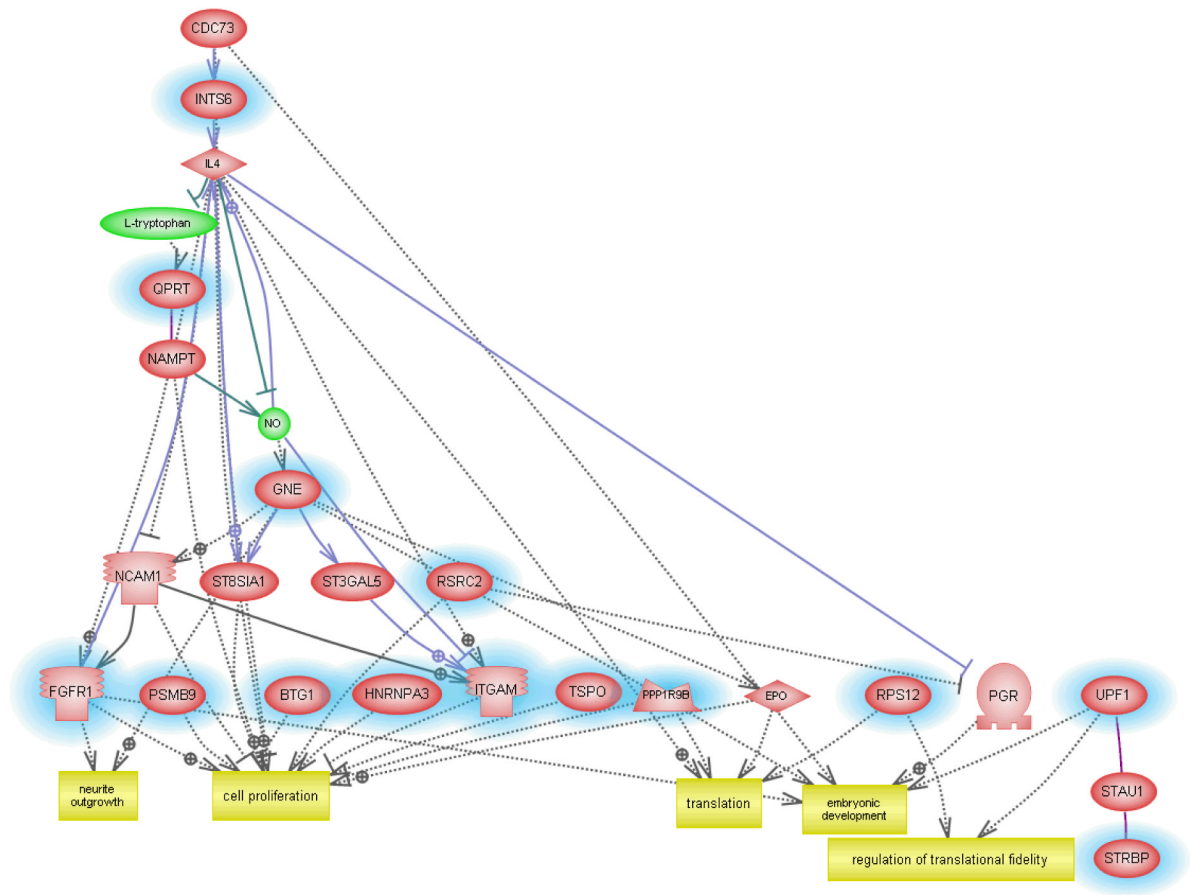 CDC73
INTS6
IL4
L-tryptophan
QPRT
NAMPT
NO
GNE
NCAM1
ST8SIA1
ST3GAL5
RSRC2
FGFR1
PSMB9
BTG1
HNRNPA3
ITGAM
TSPO
PPP1R9B
EPO
RPS12
PGR
UPF1
neurite
outgrowth
cell proliferation
translation
embryonic
development
STAU1
regulation of translational fidelity
STRBP